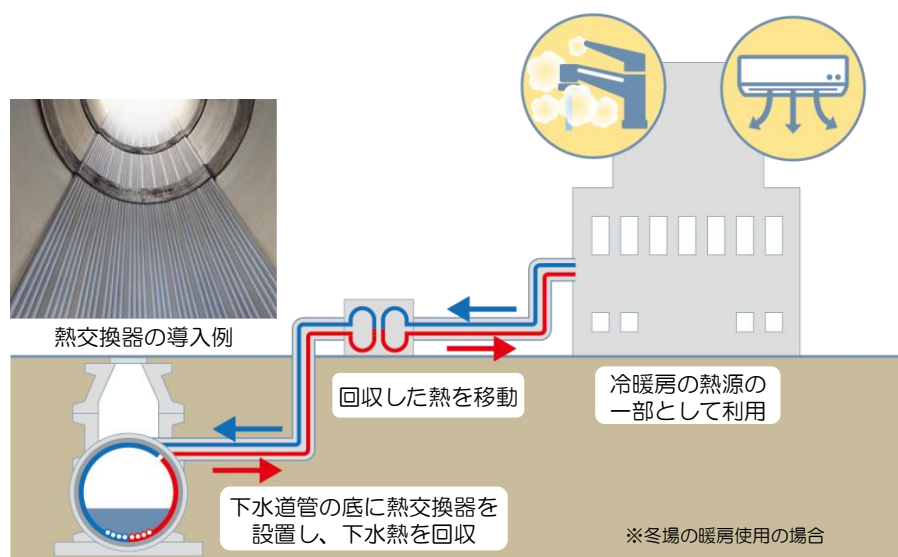 熱交換器の導入例
回収した熱を移動
冷暖房の熱源の
一部として利用
下水道管の底に熱交換器を
設置し、下水熱を回収
※冬場の暖房使用の場合